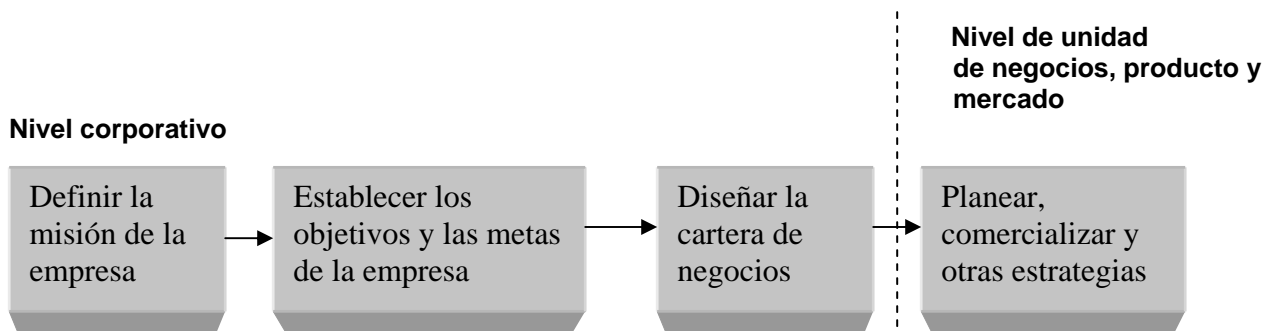 Nivel de unidad
de negocios, producto y
mercado
Nivel corporativo
Definir la
misión de la
empresa
Establecer los
objetivos y las metas
de la empresa
Diseñar la
cartera de
negocios
Planear,
comercializar y
otras estrategias